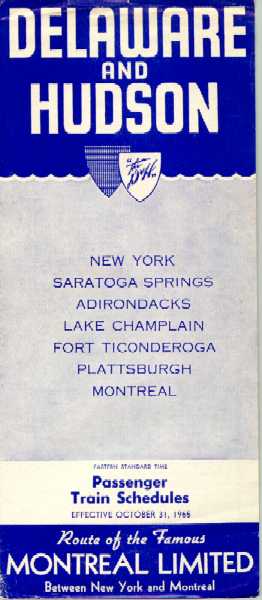 DELAWARE
AND
HUDSON
The
D&H
NEW YORK
SARATOGA SPRINGS
ADIRONDACKS
LAKE CHAMPLAIN
FORT TICONDEROGA
PLATTSBURGH
MONTREAL
EASTERN STANDARD TIME
Passenger
Train Schedules
EFFECTIVE OCTOBER 31, 1965
Route of the Famous
MONTREAL LIMITED
Between New York and Montreal